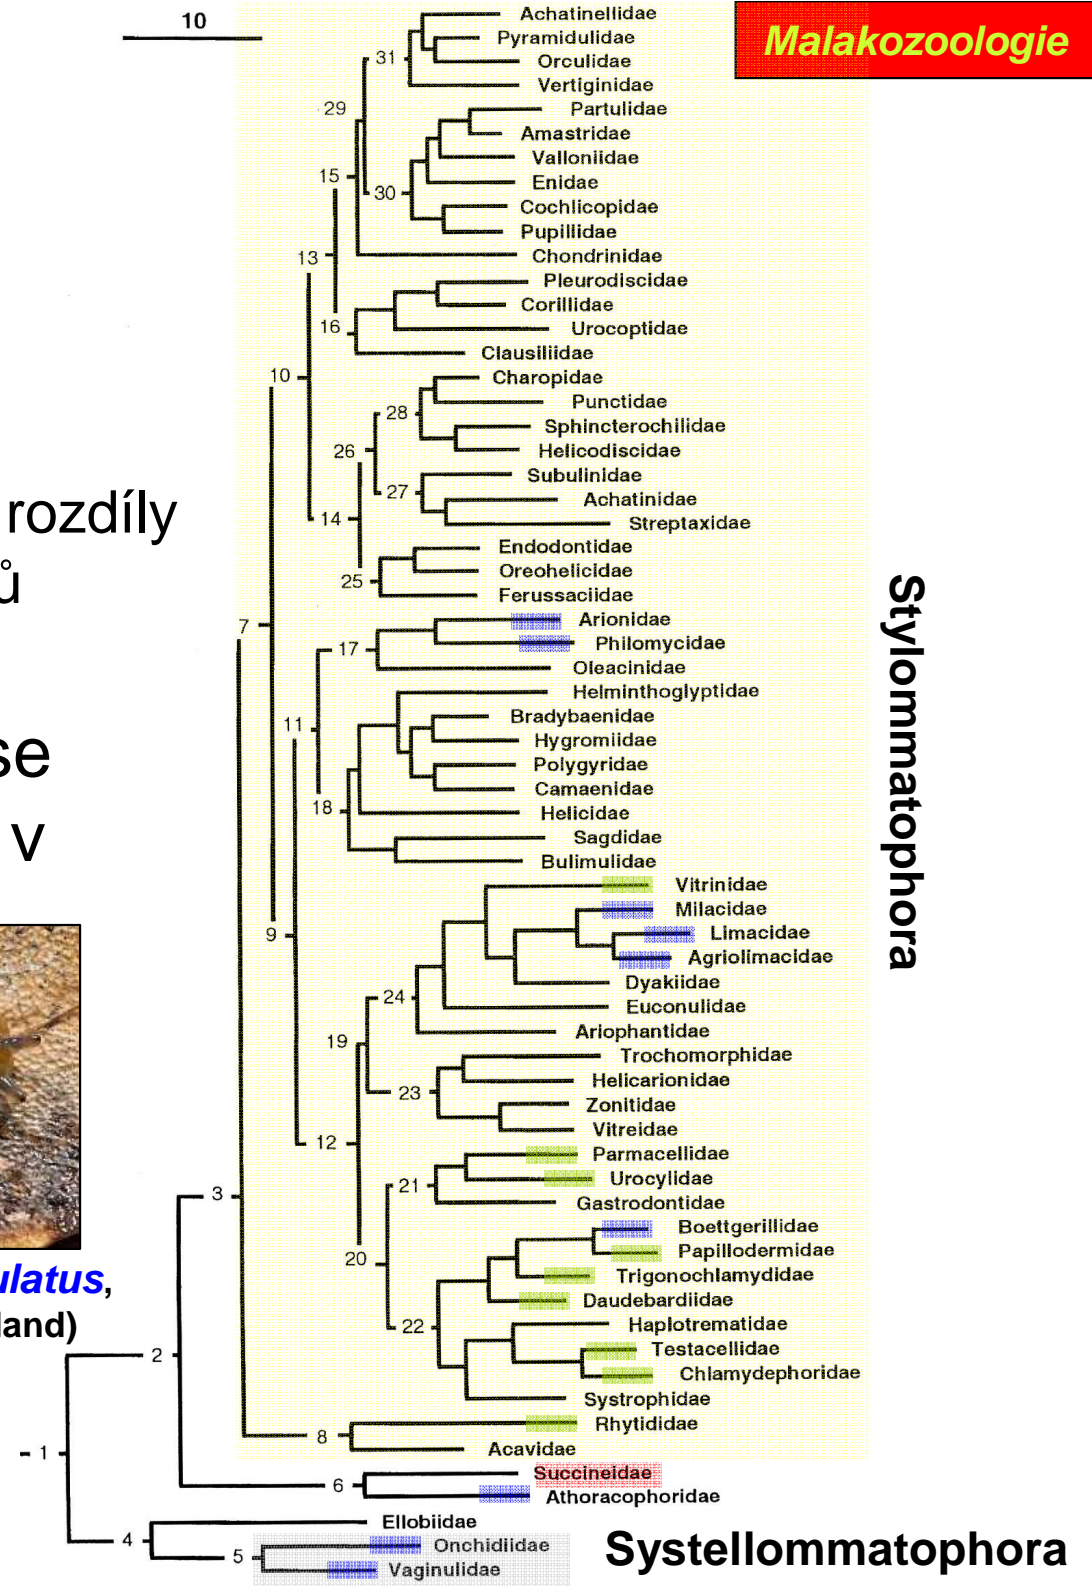 10
Malakozoologie
Achatinellidae
Pyramidulidae
31
Orculidae
Vertiginidae
29
Partulidae
Amastridae
Valloniidae
15
Enidae
30
Cochlicopidae
Pupillidae
13
Chondrinidae
Pleurodiscidae
Corillidae
16
Urocoptidae
Clausiliidae
10
Charopidae
Punctidae
28
Sphincterochilidae
26
Helicodiscidae
Subulinidae
27
Achatinidae
rozdíly
14
Streptaxidae
Endodontidae
Oreohelicidae
25
ů
Ferussaciidae
7
Arionidae
Philomycidae
17
Oleacinidae
Helminthoglyptidae
11
Bradybaenidae
Hygromiidae
se
Polygyridae
Camaenidae
18
Helicidae
v
Sagdidae
Bulimulidae
Vitrinidae
Milacidae
9
Limacidae
Agriolimacidae
Dyakiidae
24
Euconulidae
Ariophantidae
19
Trochomorphidae
Helicarionidae
23
Zonitidae
Vitreidae
12
Parmacellidae
Urocylidae
21
Gastrodontidae
3
Boettgerillidae
Papillodermidae
20
Trigonochlamydidae
ulatus,
Daudebardiidae
land)
Haplotrematidae
22
Testacellidae
2
Chlamydephoridae
Systrophidae
Rhytididae
8
Acavidae
1
Succineidae
6
Athoracophoridae
Ellobiidae
4
Onchidiidae
5
Vaginulidae
Stylommatophora
Systellommatophora